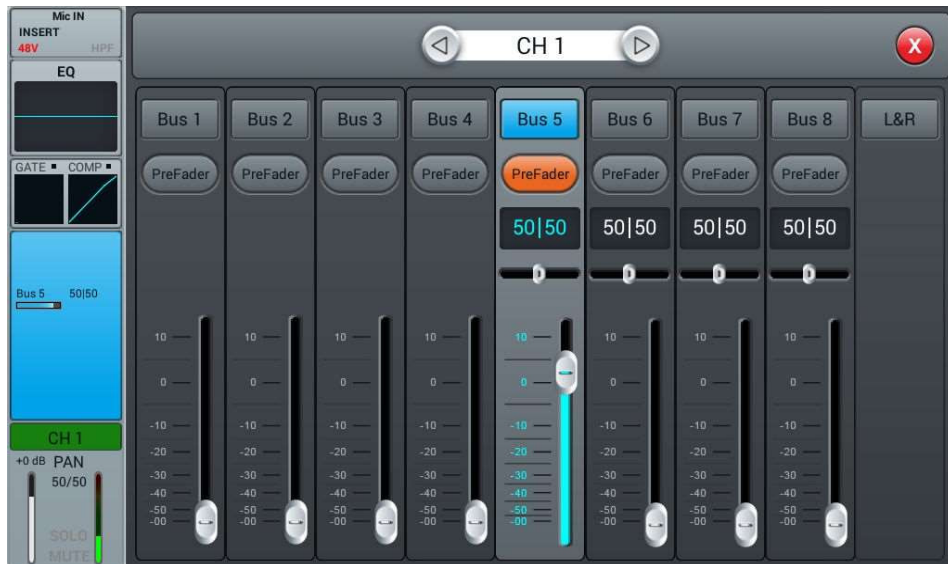 Mic IN
INSERT
48V HPF
EQ
GATE COMP
Bus 5 50|50
CH 1
+0 dB PAN
50/50
SOLO
MUTE
CH 1
X
Bus 1 Bus 2 Bus 3 Bus 4 Bus 5 Bus 6 Bus 7 Bus 8 L&R
PreFader PreFader PreFader PreFader PreFader PreFader PreFader PreFader
50|50 50|50 50|50 50|50
10 10 10 10 10 10 10 10
0 0 0 0 0 0 0 0
-10 -10 -10 -10 -10 -10 -10 -10
-20 -20 -20 -20 -20 -20 -20 -20
-30 -30 -30 -30 -30 -30 -30 -30
-40 -40 -40 -40 -40 -40 -40 -40
-50 -50 -50 -50 -50 -50 -50 -50
-00 -00 -00 -00 -00 -00 -00 -00